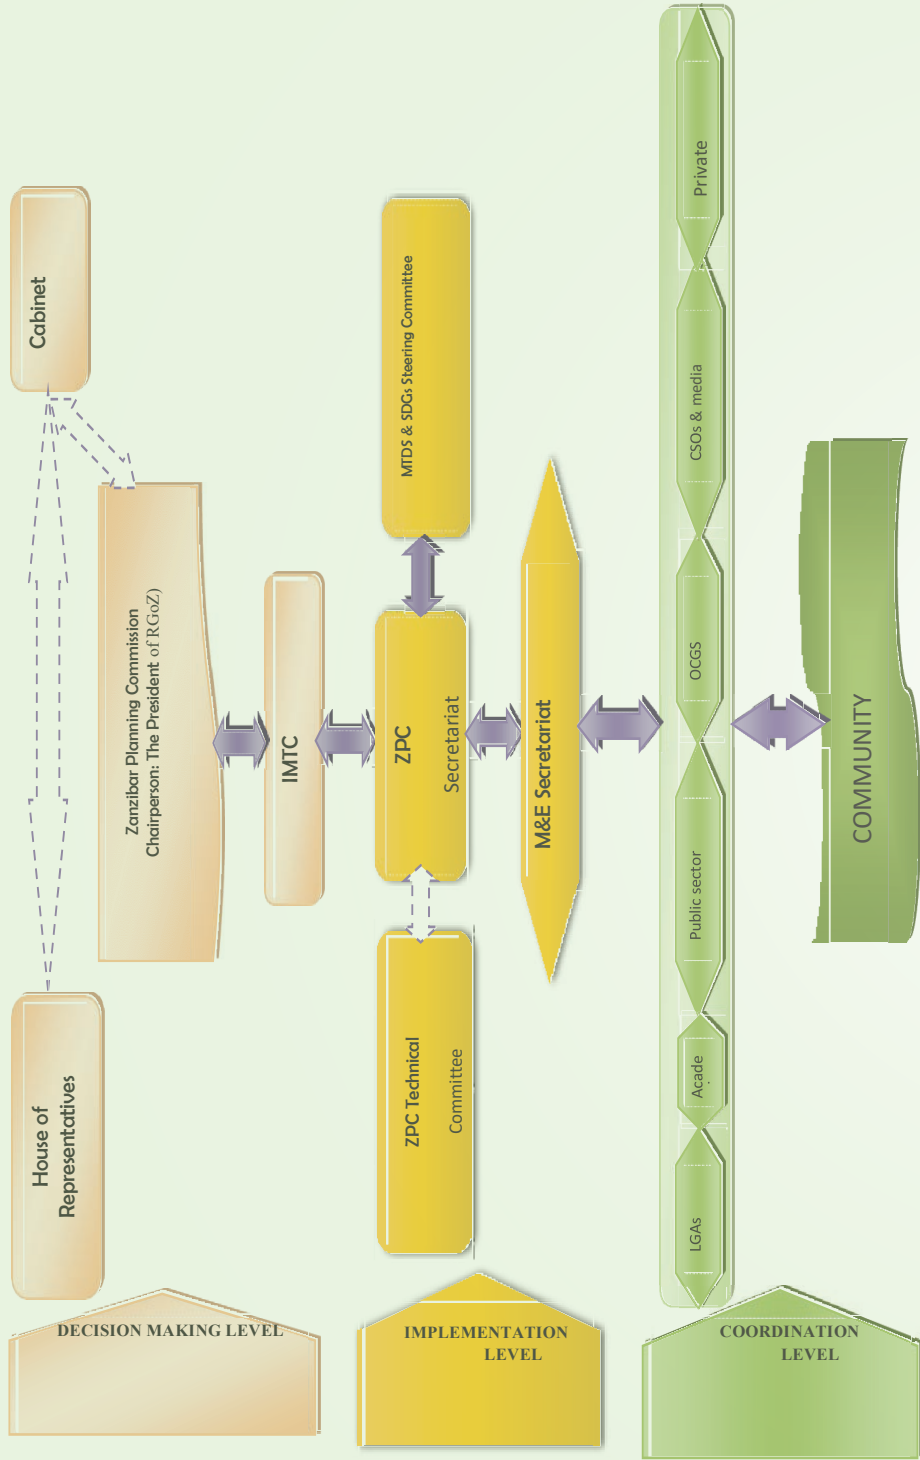 DECISION MAKING LEVEL
House of
Representatives
Cabinet
Zanzibar Planning Commission
Chairperson: The President of RGoZ)
IMTC
IMPLEMENTATION
LEVEL
ZPC Technical
Committee
ZPC
Secretariat
MTDS & SDGs Steering Committee
M&E Secretariat
COORDINATION
LEVEL
LGAs
Acade
Public sector
OCGS
CSOs & media
Private
COMMUNITY